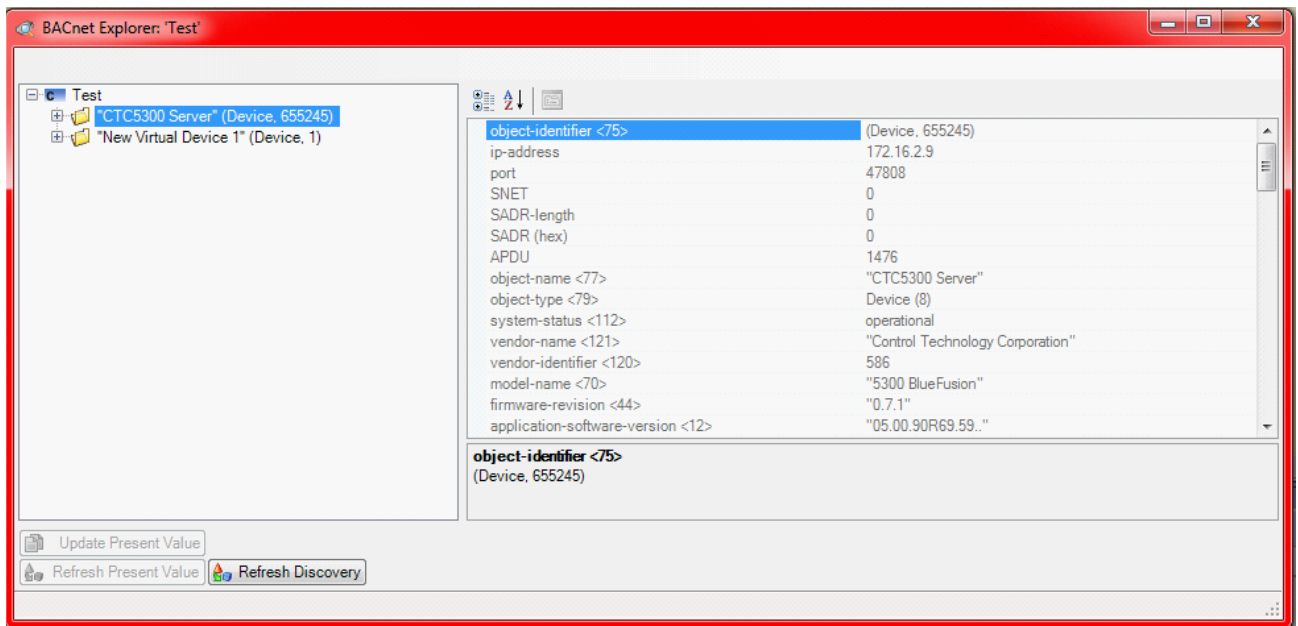 BACnet Explorer: 'Test'
Test
"CTC5300 Server" (Device, 655245)
"New Virtual Device 1" (Device, 1)
object-identifier <75> (Device, 655245)
ip-address 172.16.2.9
port 47808
SNET 0
SADR-length 0
SADR (hex) 0
APDU 1476
object-name <77> "CTC5300 Server"
object-type <79> Device (8)
system-status <112> operational
vendor-name <121> "Control Technology Corporation"
vendor-identifier <120> 586
model-name <70> "5300 BlueFusion"
firmware-revision <44> "0.7.1"
application-software-version <12> "05.00.90R69.59.."
object-identifier <75>
(Device, 655245)
Update Present Value
Refresh Present Value Refresh Discovery